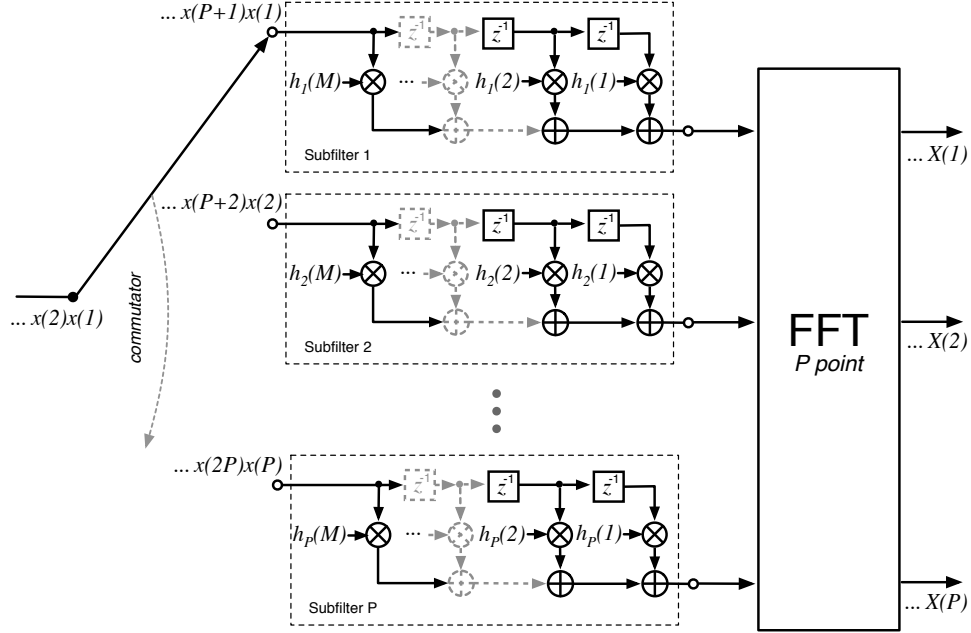 ... x(P+1)x(1)
z⁻¹ z⁻¹ z⁻¹
h₁(M) ... h₁(2) h₁(1)
Subfilter 1
... X(1)
... x(P+2)x(2)
z⁻¹ z⁻¹ z⁻¹
h₂(M) ... h₂(2) h₂(1)
Subfilter 2
... x(2)x(1)
commutator
FFT
P point
... X(2)
... x(2P)x(P)
z⁻¹ z⁻¹ z⁻¹
h_P(M) ... h_P(2) h_P(1)
Subfilter P
... X(P)